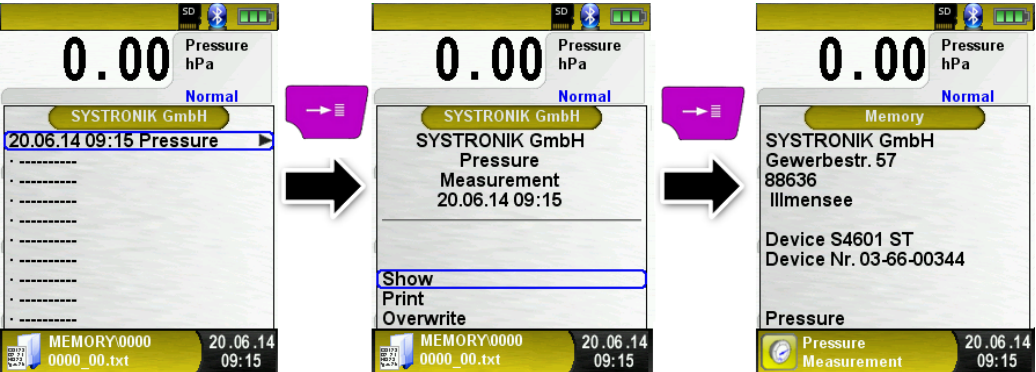 SD
0.00
Pressure
hPa
Normal
SYSTRONIK GmbH
20.06.14 09:15 Pressure
. ----------
. ----------
. ----------
. ----------
. ----------
. ----------
. ----------
. ----------
. ----------
MEMORY\0000
0000_00.txt
20.06.14
09:15
SD
0.00
Pressure
hPa
Normal
SYSTRONIK GmbH
SYSTRONIK GmbH
Pressure
Measurement
20.06.14 09:15
Show
Print
Overwrite
MEMORY\0000
0000_00.txt
20.06.14
09:15
SD
0.00
Pressure
hPa
Normal
Memory
SYSTRONIK GmbH
Gewerbestr. 57
88636
Illmensee
Device S4601 ST
Device Nr. 03-66-00344
Pressure
Pressure
Measurement
20.06.14
09:15